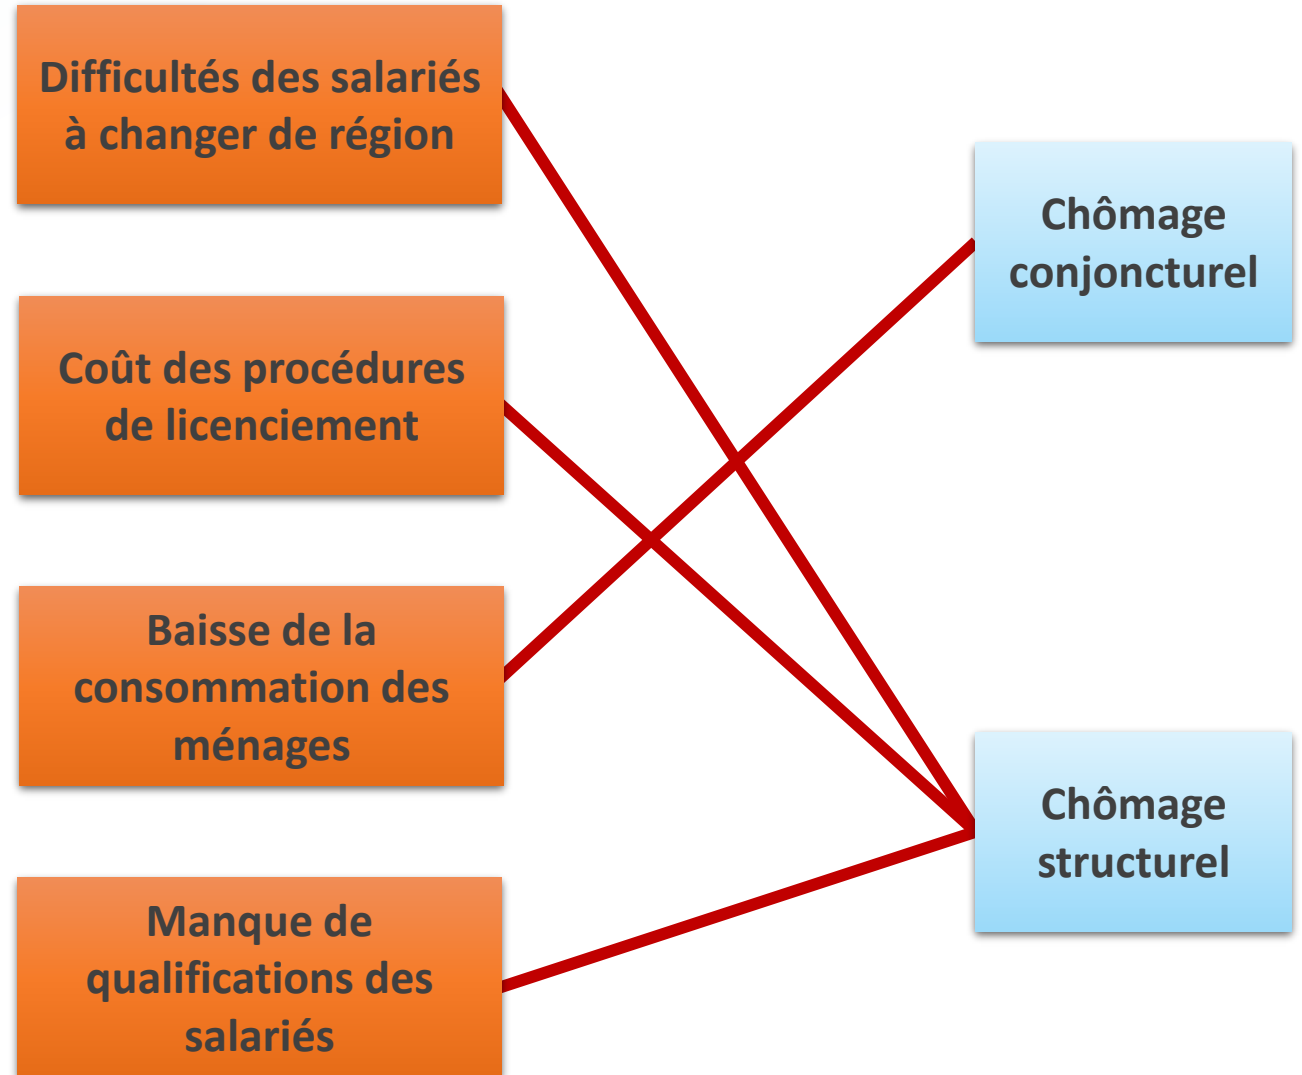 Difficultés des salariés
à changer de région
Coût des procédures
de licenciement
Baisse de la
consommation des
ménages
Manque de
qualifications des
salariés
Chômage
conjoncturel
Chômage
structurel